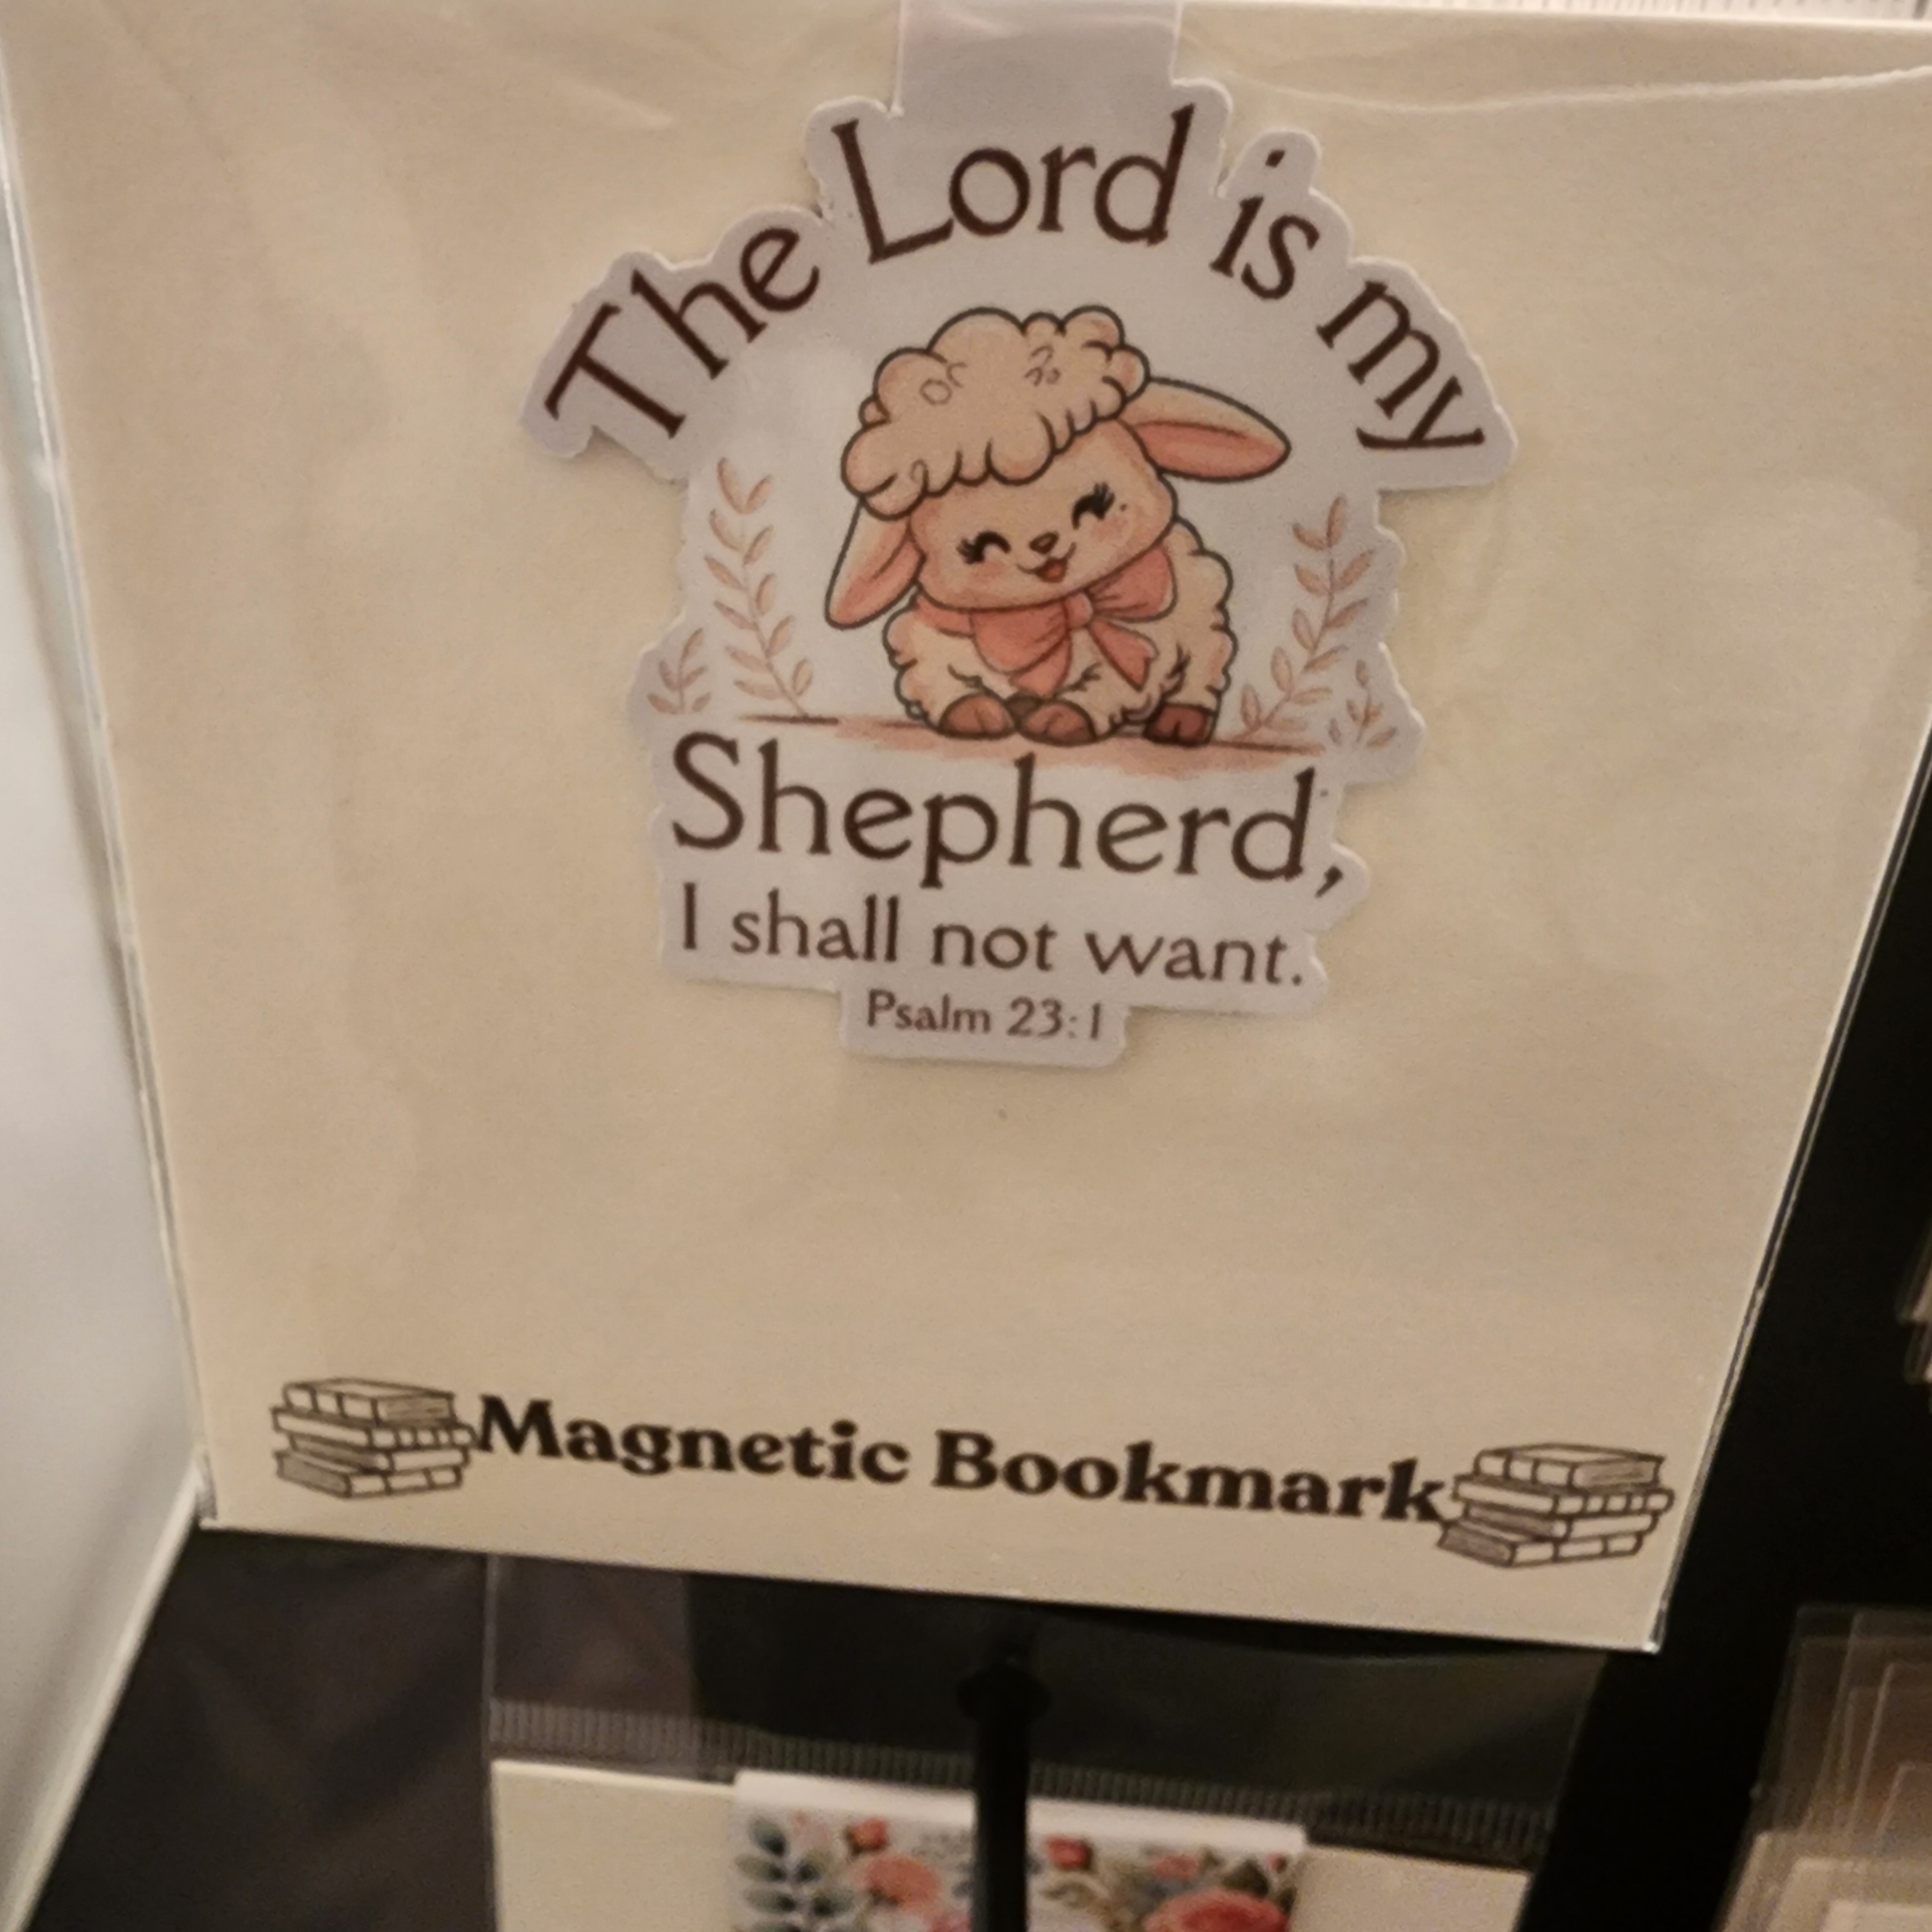 The Lord is my
Shepherd,
I shall not want.
Psalm 23:1
Magnetic Bookmark